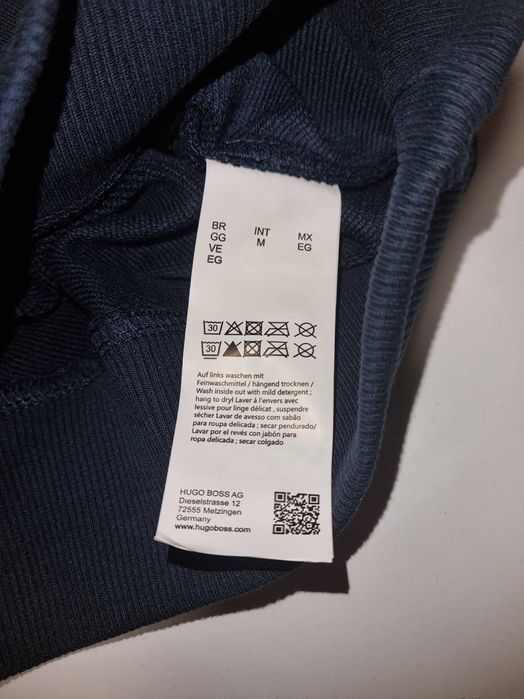 BR
GG
VE
EG
INT
M
MX
EG
30
30
Auf links waschen mit
Feinwaschmittel / hängend trocknen /
Wash inside out with mild detergent ;
hang to dry! Laver à l'envers avec
lessive pour linge délicat , suspendre
sécher Lavar de avesso com sabão
para roupa delicada ; secar pendurado/
Lavar por el revés con jabón para
ropa delicada ; secar colgado
HUGO BOSS AG
Dieselstrasse 12
72555 Metzingen
Germany
www.hugoboss.com